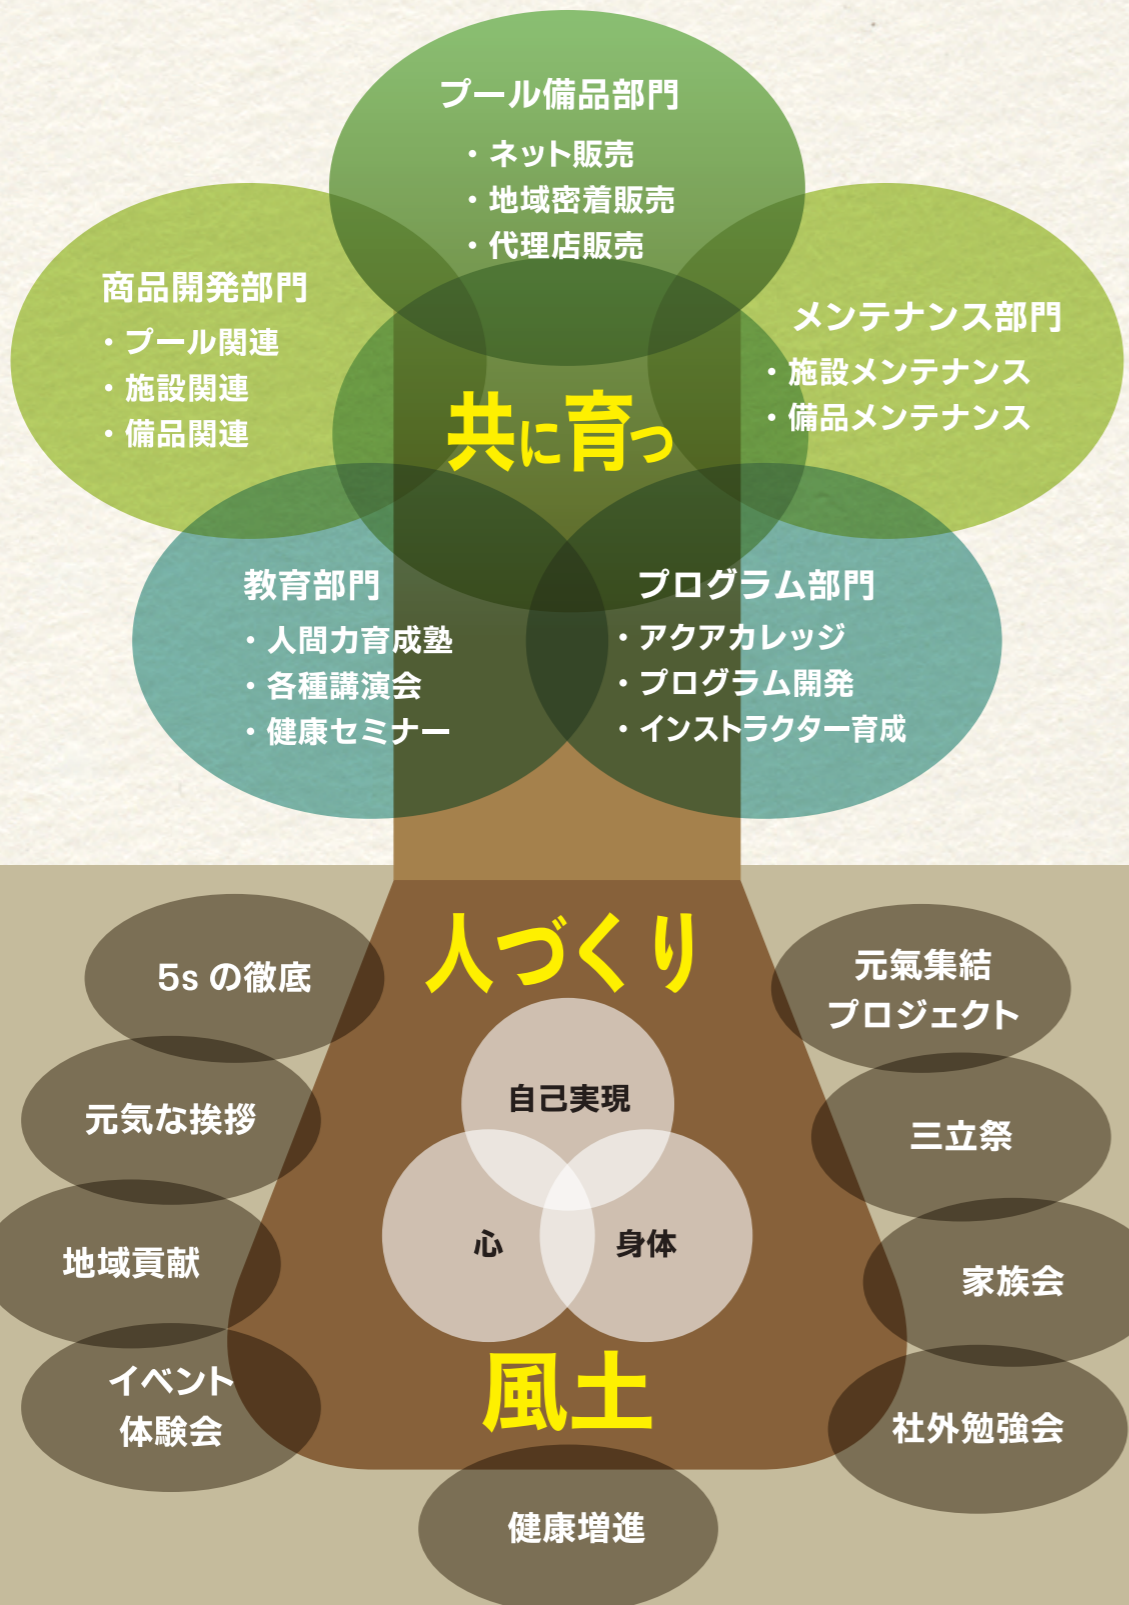 プール備品部門
・ネット販売
・地域密着販売
・代理店販売
商品開発部門
・プール関連
・施設関連
・備品関連
メンテナンス部門
・施設メンテナンス
・備品メンテナンス
共に育つ
教育部門
・人間力育成塾
・各種講演会
・健康セミナー
プログラム部門
・アクアカレッジ
・プログラム開発
・インストラクター育成
人づくり
5s の徹底
元気な挨拶
地域貢献
イベント
体験会
自己実現
心
身体
風土
元氣集結
プロジェクト
三立祭
家族会
社外勉強会
健康増進